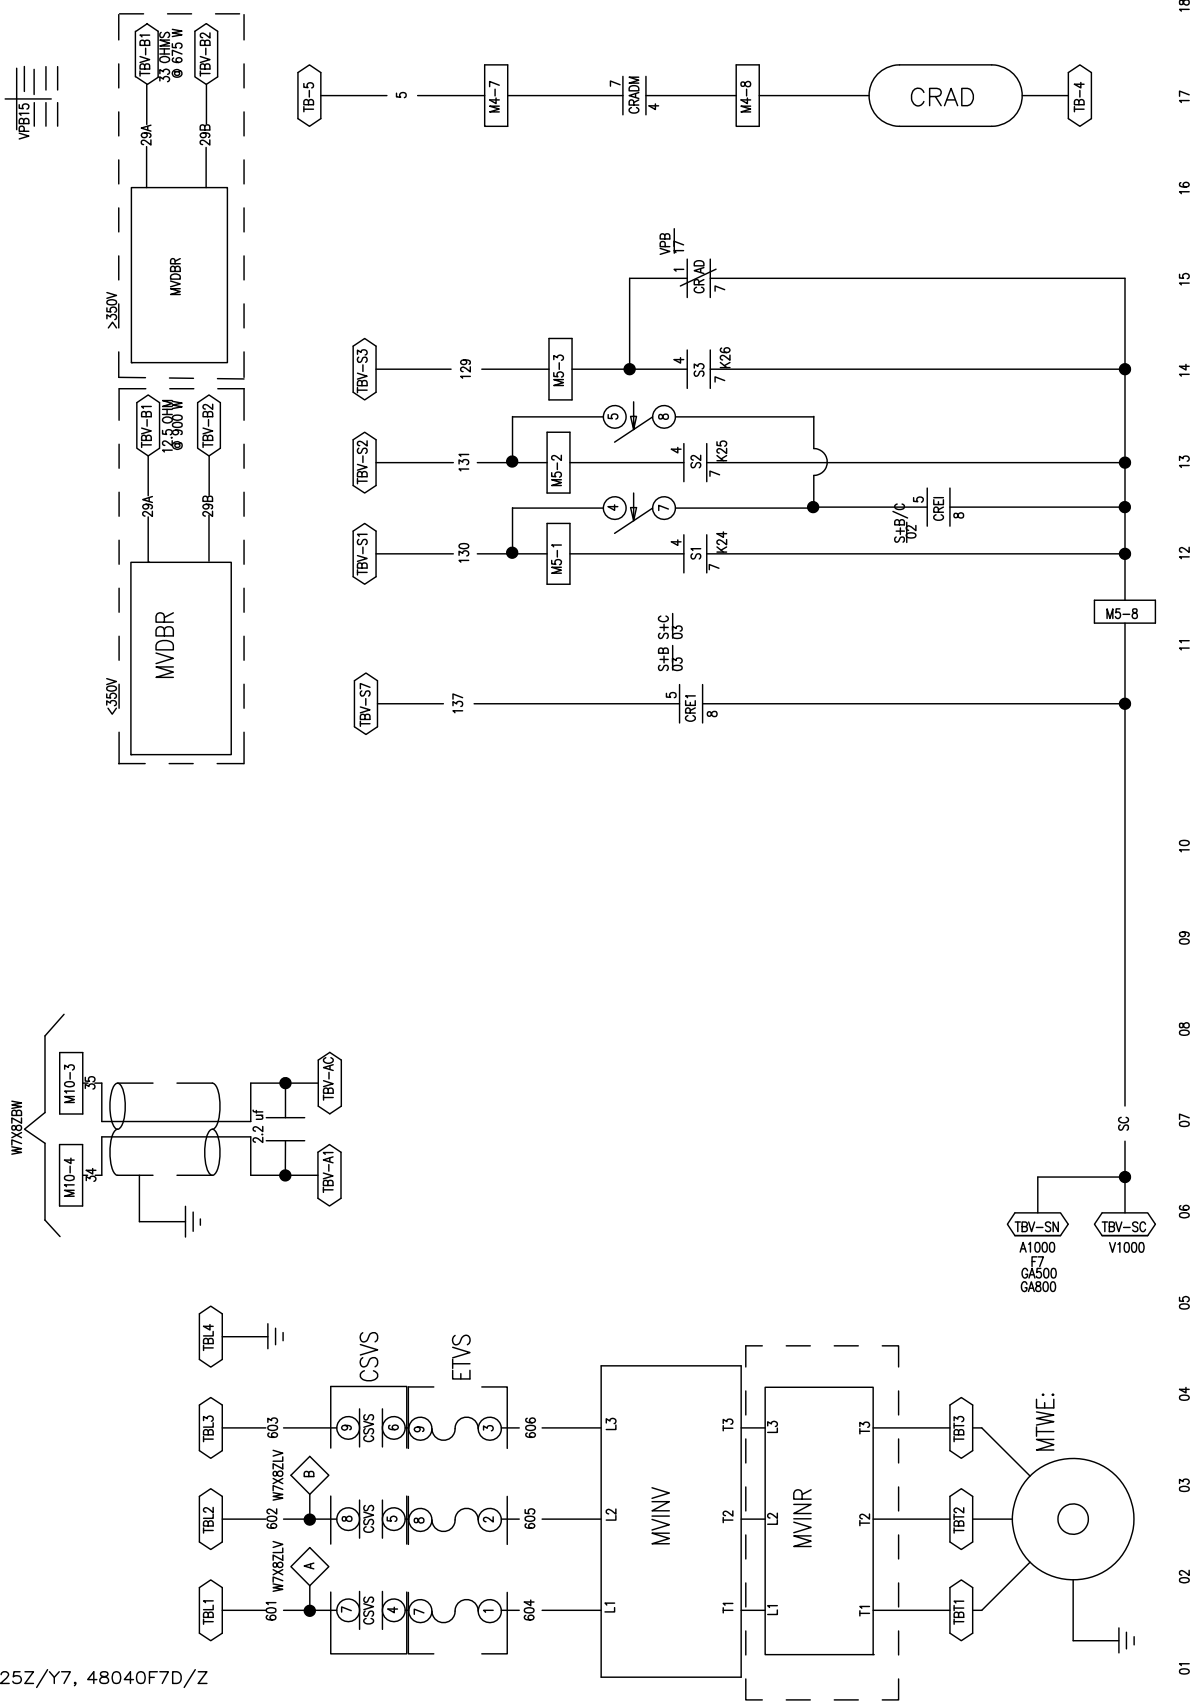 25Z/Y7, 48040F7D/Z
01
02
03
04
05
06
07
08
09
10
11
12
13
14
15
16
17
18
TBL1
TBL2
TBL3
TBL4
601
602
603
W7X8ZLV
W7X8ZLV
A
B
CSVS
7
CSVS
4
8
CSVS
5
9
CSVS
6
ETVS
7
1
8
2
9
3
604
605
606
L1
L2
L3
MVINV
T1
T2
T3
L1
L2
L3
MVINR
T1
T2
T3
TBT1
TBT2
TBT3
MTWE:
W7X8ZBW
M10-4
34
M10-3
35
2.2 uf
TBV-A1
TBV-AC
TBV-SN
A1000
F7
GA500
GA800
TBV-SC
V1000
SC
M5-8
<350V
MVDBR
29A
29B
TBV-B1
12.5 OHM
@ 900 W
TBV-B2
>350V
MVDBR
29A
29B
TBV-B1
33 OHMS
@ 675 W
TBV-B2
VPB15
TBV-S7
137
S+B
03
S+C
03
5
CRE1
8
TBV-S1
130
M5-1
4
7
4
S1
7
K24
TBV-S2
131
M5-2
5
8
4
S2
7
K25
S+B/C
02
5
CREI
8
TBV-S3
129
M5-3
4
S3
7
K26
VPB
17
1
CRAD
7
TB-5
5
M4-7
7
CRADM
4
M4-8
CRAD
TB-4